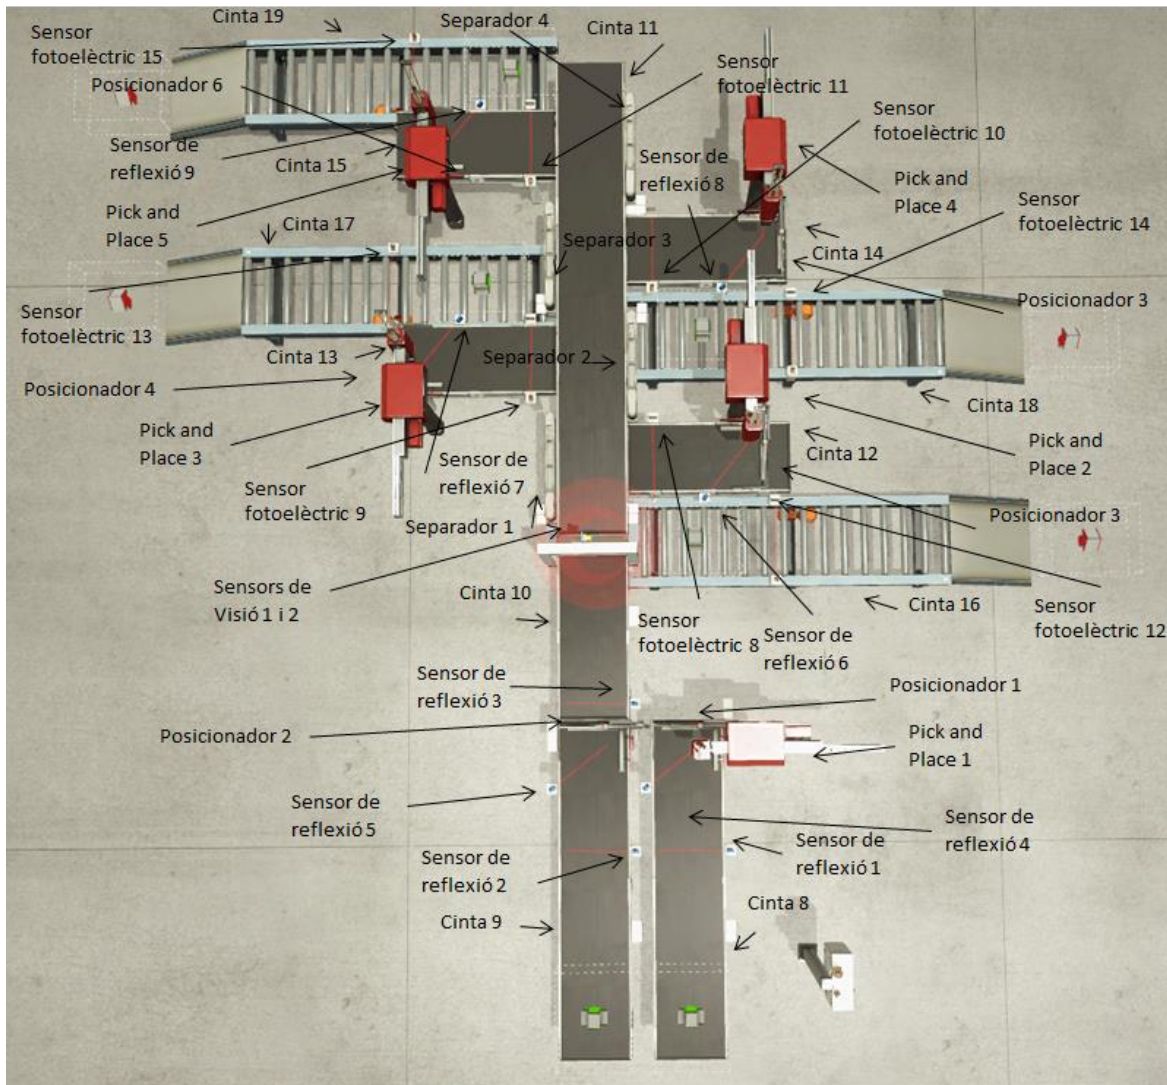 Cinta 19
Separador 4
Cinta 11
Sensor
fotoelèctric 15
Posicionador 6
Sensor
fotoelèctric 11
Sensor de
reflexió 9
Cinta 15
Sensor de
reflexió 8
Sensor
fotoelèctric 10
Pick and
Place 5
Pick and
Place 4
Cinta 17
Separador 3
Sensor
fotoelèctric 14
Cinta 14
Sensor
fotoelèctric 13
Posicionador 3
Cinta 13
Separador 2
Posicionador 4
Cinta 18
Pick and
Place 3
Cinta 12
Pick and
Place 2
Sensor de
reflexió 7
Sensor
fotoelèctric 9
Separador 1
Posicionador 3
Sensors de
Visió 1 i 2
Cinta 10
Cinta 16
Sensor
fotoelèctric 8
Sensor de
reflexió 6
Sensor
fotoelèctric 12
Sensor de
reflexió 3
Posicionador 1
Posicionador 2
Pick and
Place 1
Sensor de
reflexió 5
Sensor de
reflexió 4
Sensor de
reflexió 2
Sensor de
reflexió 1
Cinta 9
Cinta 8